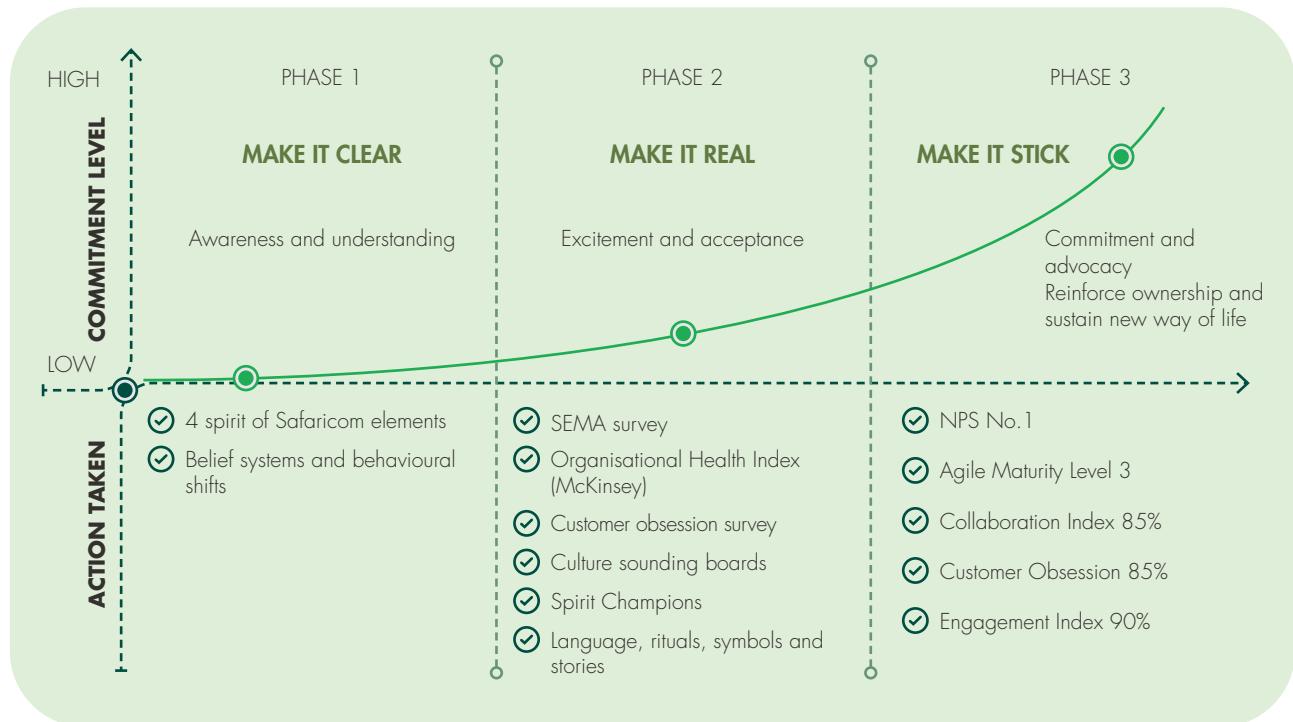 HIGH
COMMITMENT LEVEL
LOW
ACTION TAKEN
PHASE 1
MAKE IT CLEAR
Awareness and understanding
4 spirit of Safaricom elements
Belief systems and behavioural
shifts
PHASE 2
MAKE IT REAL
Excitement and acceptance
SEMA survey
Organisational Health Index
(McKinsey)
Customer obsession survey
Culture sounding boards
Spirit Champions
Language, rituals, symbols and
stories
PHASE 3
MAKE IT STICK
Commitment and
advocacy
Reinforce ownership and
sustain new way of life
NPS No.1
Agile Maturity Level 3
Collaboration Index 85%
Customer Obsession 85%
Engagement Index 90%